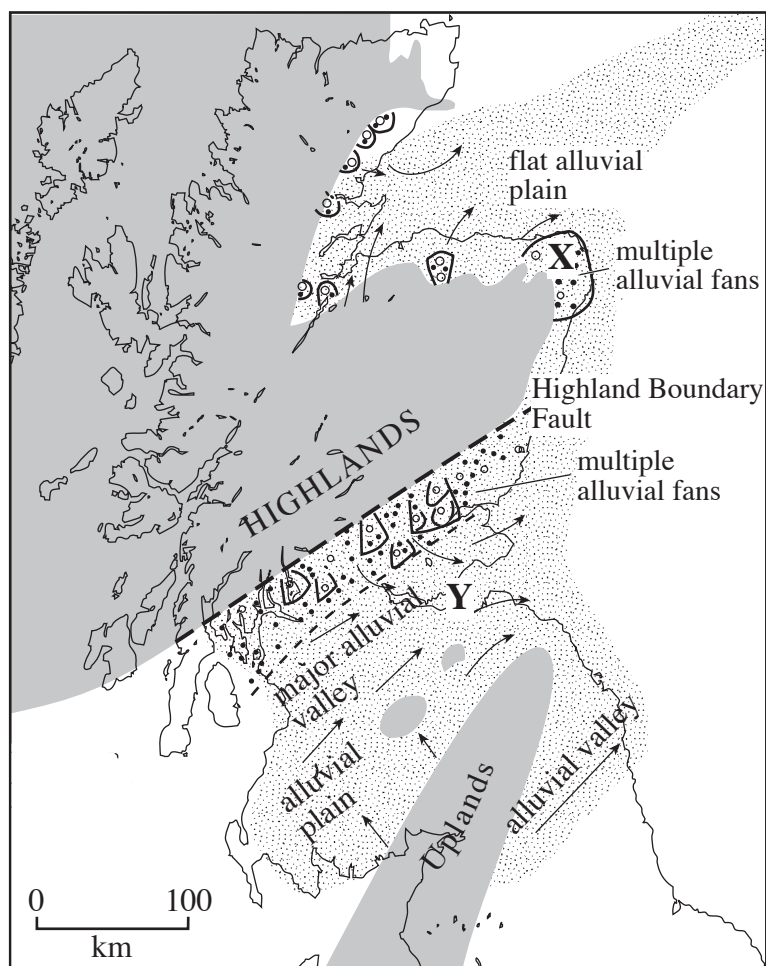 flat alluvial
plain
X
multiple
alluvial fans
Highland Boundary
Fault
HIGHLANDS
multiple
alluvial fans
Y
major alluvial
valley
alluvial
plain
Uplands
alluvial valley
0
100
km